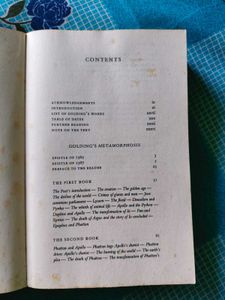 CONTENTS
ACKNOWLEDGEMENTS
INTRODUCTION
LIST OF GOLDING'S WORKS
TABLE OF DATES
FURTHER READING
NOTE ON THE TEXT
GOLDING'S METAMORPHOSIS
EPISTLE OF 1565
EPISTLE OF 1567
PREFACE TO THE READER
THE FIRST BOOK
The Poet's introduction — The creation — The golden age —
The decline of the world — Crimes of giants and men — Jove
summons parliament — Lycaon — The flood — Deucalion and
Pyrrha — The rebirth of animal life — Apollo and the Python —
Daphne and Apollo — The transformation of Io — Pan and
Syrinx — The death of Argus and the story of Io concluded —
Epaphus and Phaeton
THE SECOND BOOK
Phaëton and Apollo — Phaëton begs Apollo's chariot — Phaëton
drives Apollo's chariot — The burning of the world — The earth's
plea — The death of Phaëton — The transformation of Phaëton's